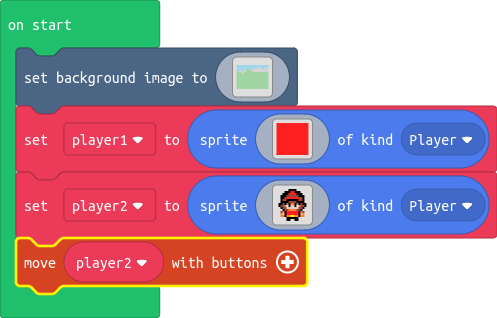 on start
set background image to
set player1 to sprite of kind Player
set player2 to sprite of kind Player
move player2 with buttons